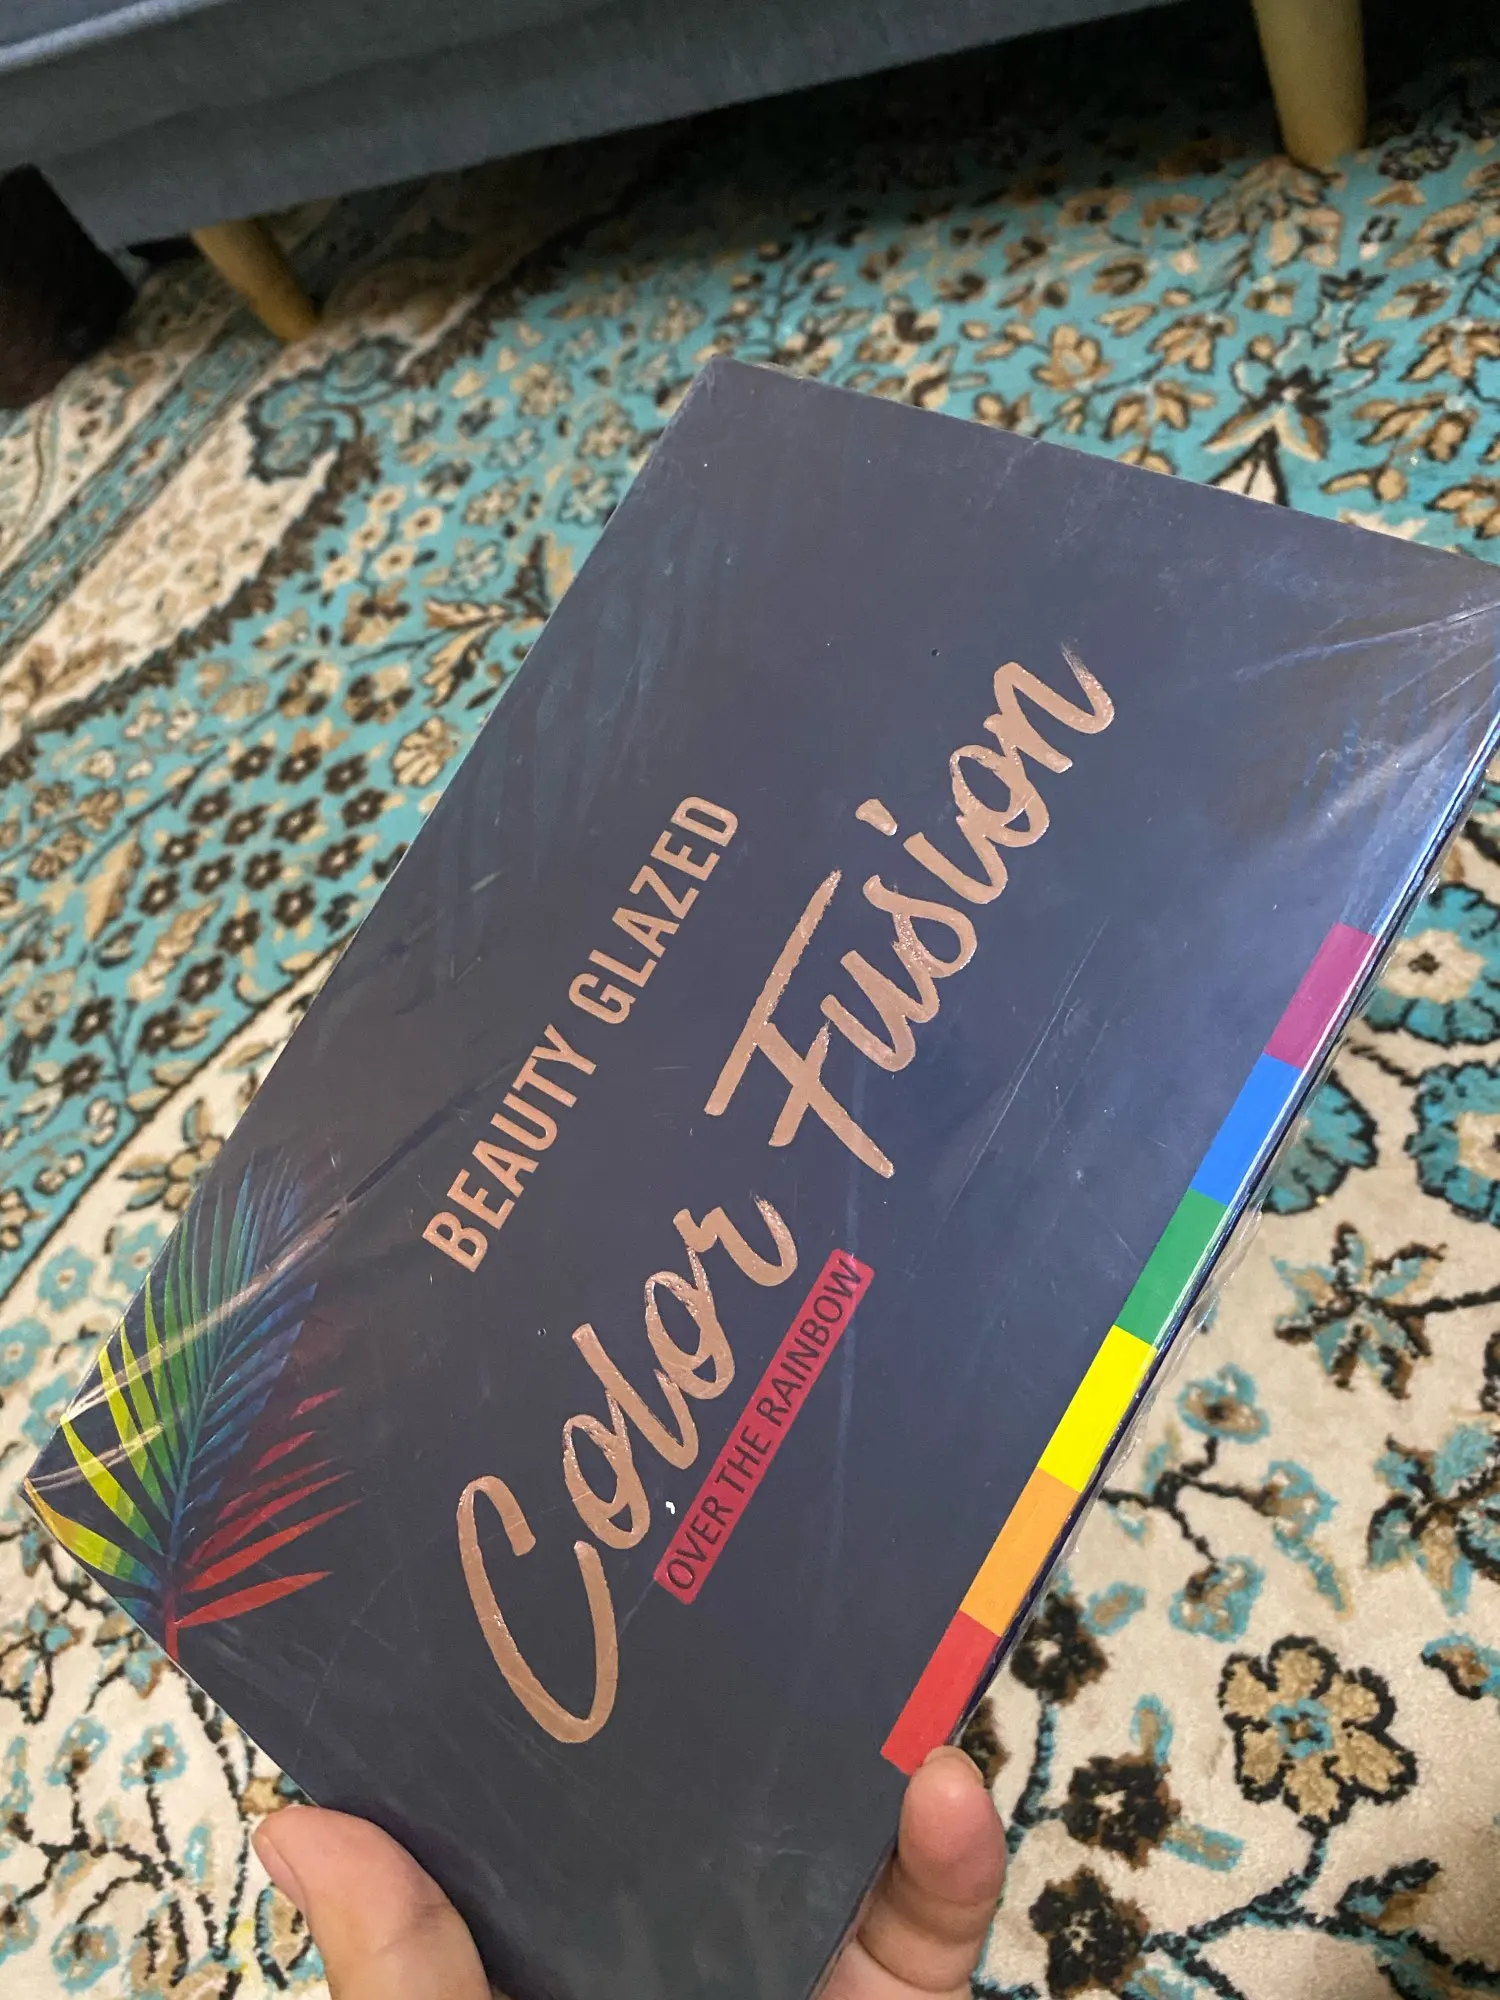 BEAUTY GLAZED
Color Fusion
OVER THE RAINBOW